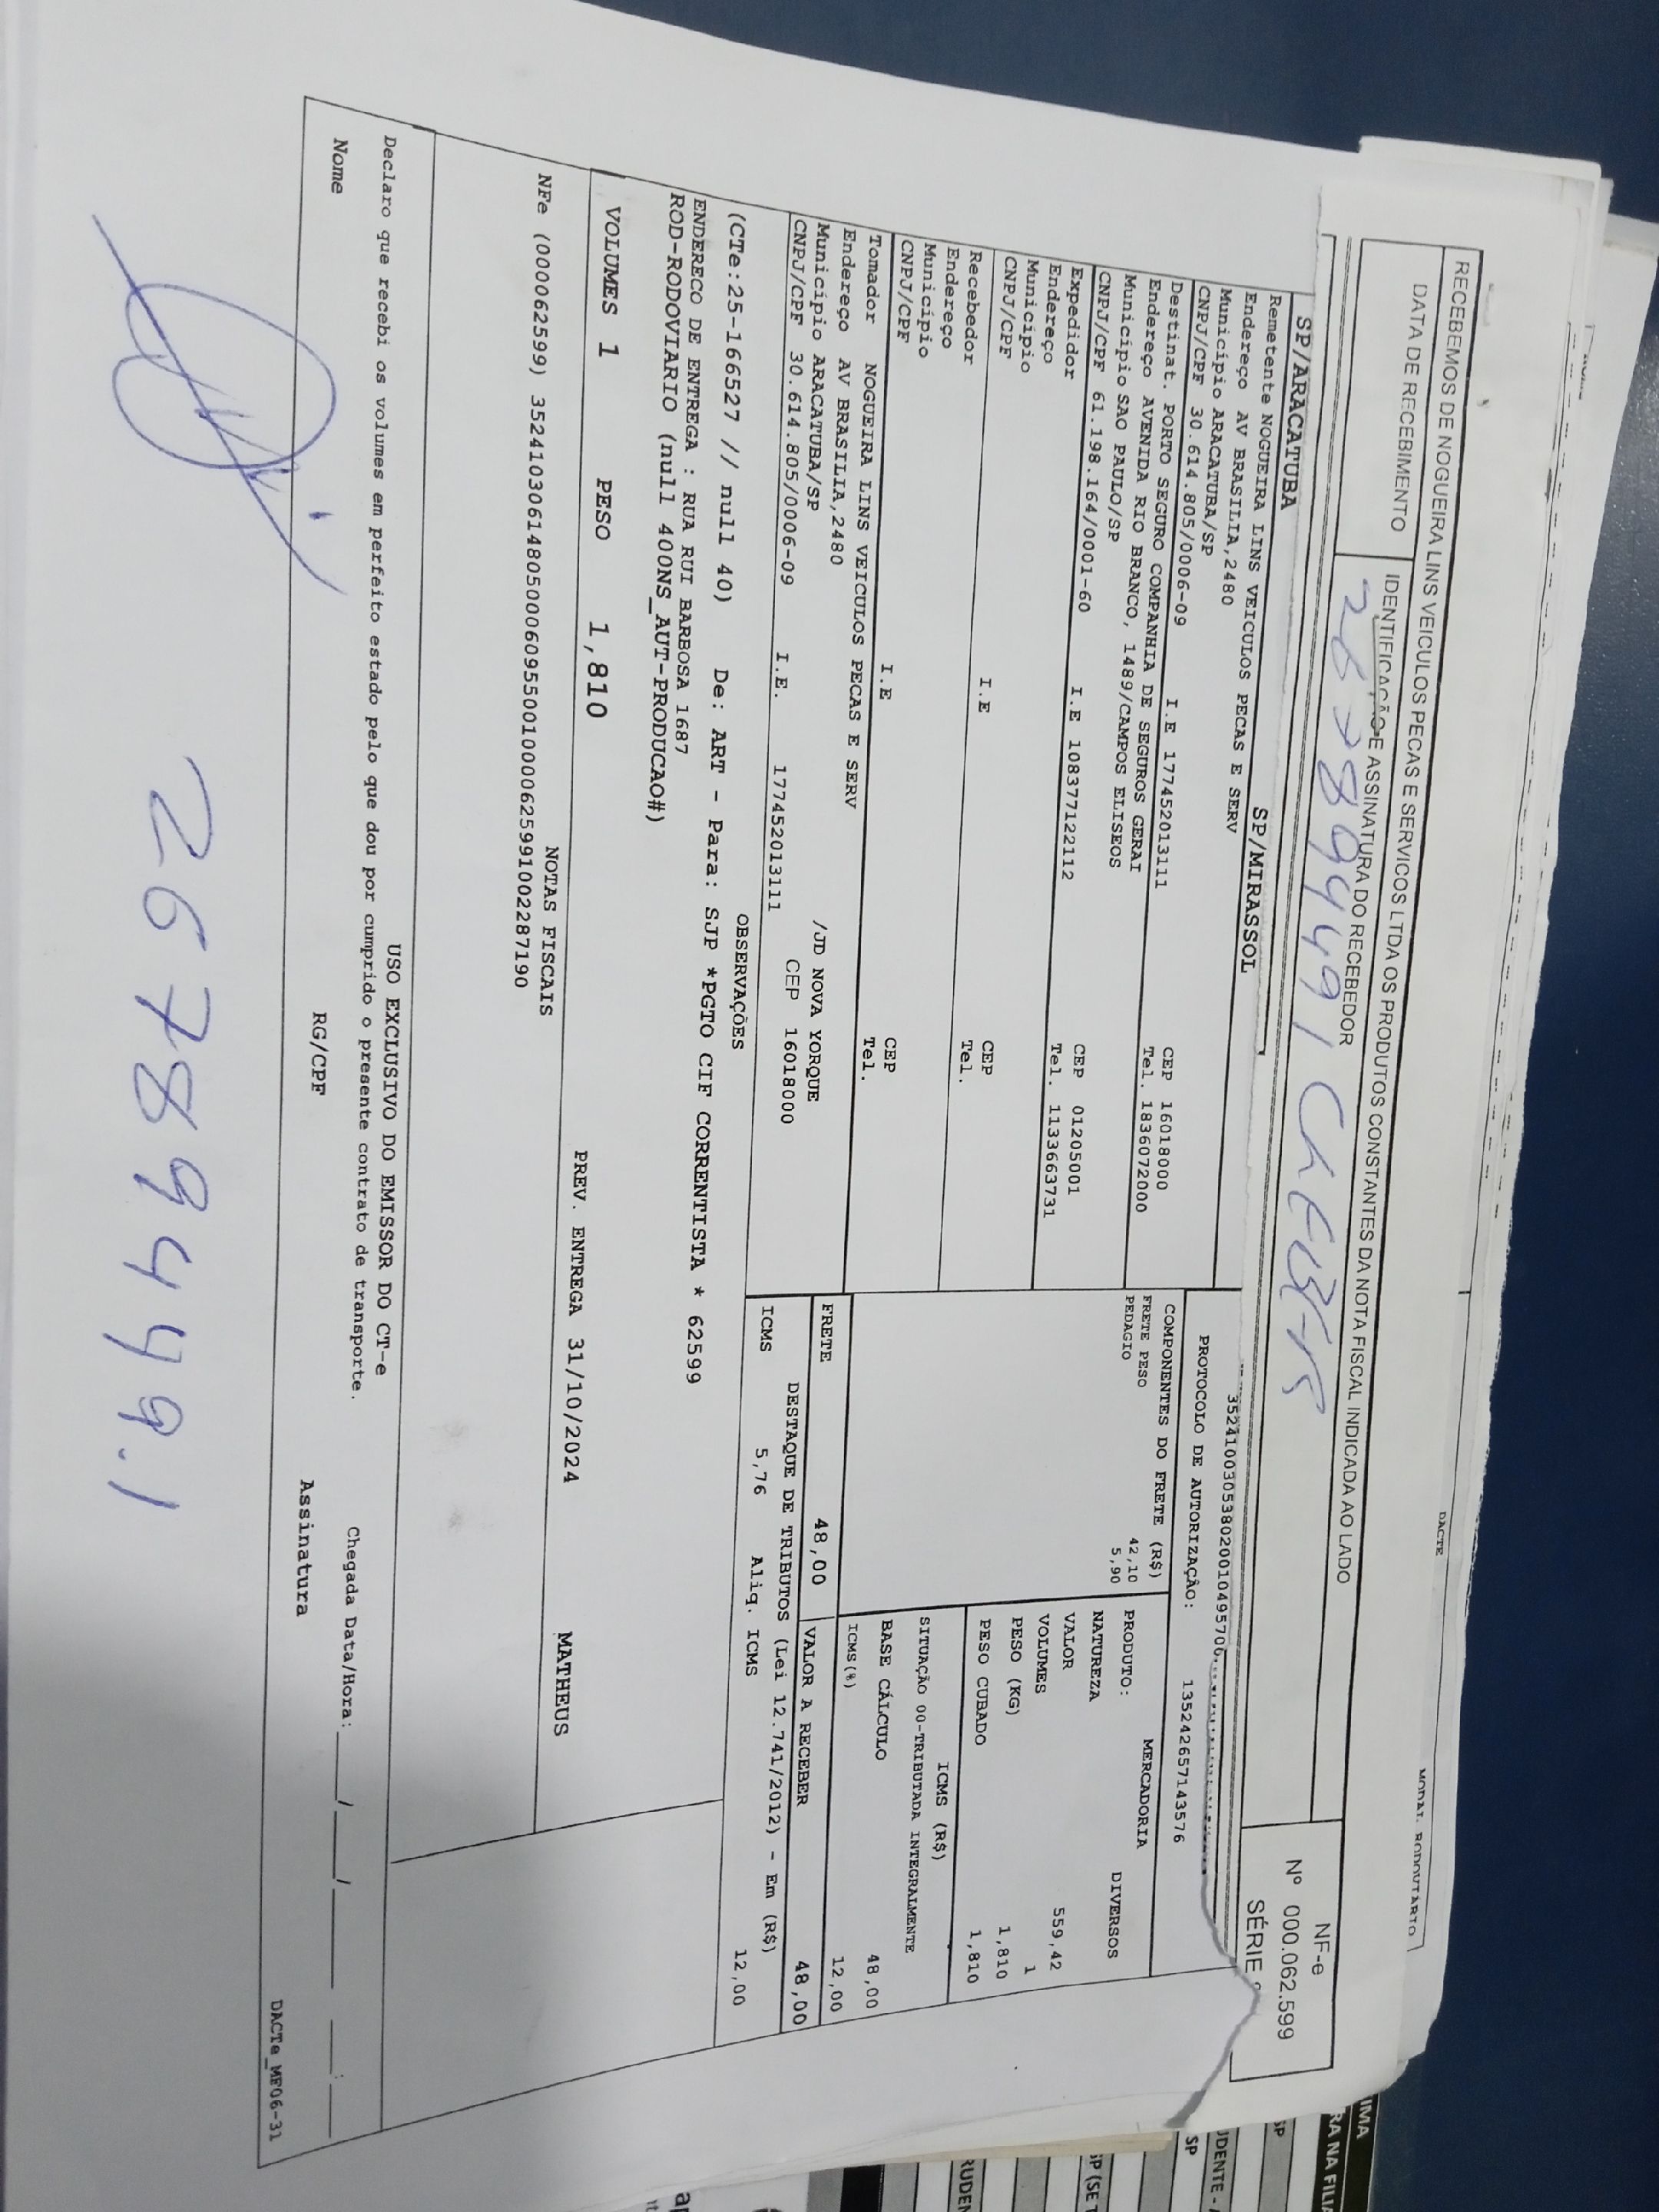 RECEBEMOS DE NOGUEIRA LINS VEICULOS PECAS E SERVICOS LTDA OS PRODUTOS CONSTANTES DA NOTA FISCAL INDICADA AO LADO
DATA DE RECEBIMENTO
IDENTIFICAÇÃO E ASSINATURA DO RECEBEDOR
267899449 1
NF-e
Nº 000.062.599
SÉRIE
DACTE
MODAL RODOVIARIO
SP/ARACATUBA
SP/MIRASSOL
Remetente NOGUEIRA LINS VEICULOS PECAS E SERV
Endereço AV BRASILIA,2480
Município ARACATUBA/SP
CEP 16018000
CNPJ/CPF 30.614.805/0006-09
I.E 177452013111
Tel. 1836072000
Destinat. PORTO SEGURO COMPANHIA DE SEGUROS GERAI
Endereço AVENIDA RIO BRANCO, 1489/CAMPOS ELISEOS
Município SAO PAULO/SP
CEP 01205001
CNPJ/CPF 61.198.164/0001-60
I.E 108377122112
Tel. 1133663731
Expedidor
Endereço
Município
CEP
CNPJ/CPF
I.E
Tel.
Recebedor
Endereço
Município
CEP
CNPJ/CPF
I.E
Tel.
Tomador NOGUEIRA LINS VEICULOS PECAS E SERV
Endereço AV BRASILIA,2480
/JD NOVA YORQUE
Município ARACATUBA/SP
CEP 16018000
CNPJ/CPF 30.614.805/0006-09
I.E. 177452013111
PROTOCOLO DE AUTORIZAÇÃO:
135242657143576
COMPONENTES DO FRETE (R$)
FRETE PESO 42,10
PEDAGIO 5,90
MERCADORIA
PRODUTO: DIVERSOS
NATUREZA
VALOR 559,42
VOLUMES 1
PESO (KG) 1,810
PESO CUBADO 1,810
ICMS (R$)
SITUAÇÃO 00-TRIBUTADA INTEGRALMENTE
BASE CÁLCULO 48,00
ICMS(%) 12,00
FRETE 48,00
VALOR A RECEBER 48,00
DESTAQUE DE TRIBUTOS (Lei 12.741/2012) - Em (R$)
ICMS 5,76 Aliq. ICMS 12,00
OBSERVAÇÕES
(CTe:25-166527 // null 40) De: ART - Para: SJP *PGTO CIF CORRENTISTA * 62599
ENDERECO DE ENTREGA : RUA RUI BARBOSA 1687
ROD-RODOVIARIO (null 400NS_AUT-PRODUCAO#)
VOLUMES 1 PESO 1,810 PREV. ENTREGA 31/10/2024 MATHEUS
NOTAS FISCAIS
NFe (000062599) 35241030614805000609550010000625991002287190
USO EXCLUSIVO DO EMISSOR DO CT-e
Declaro que recebi os volumes em perfeito estado pelo que dou por cumprido o presente contrato de transporte.
Chegada Data/Hora:___/___/___ __:__
Nome
RG/CPF
Assinatura
DACTe_MF06-31
26789449.1